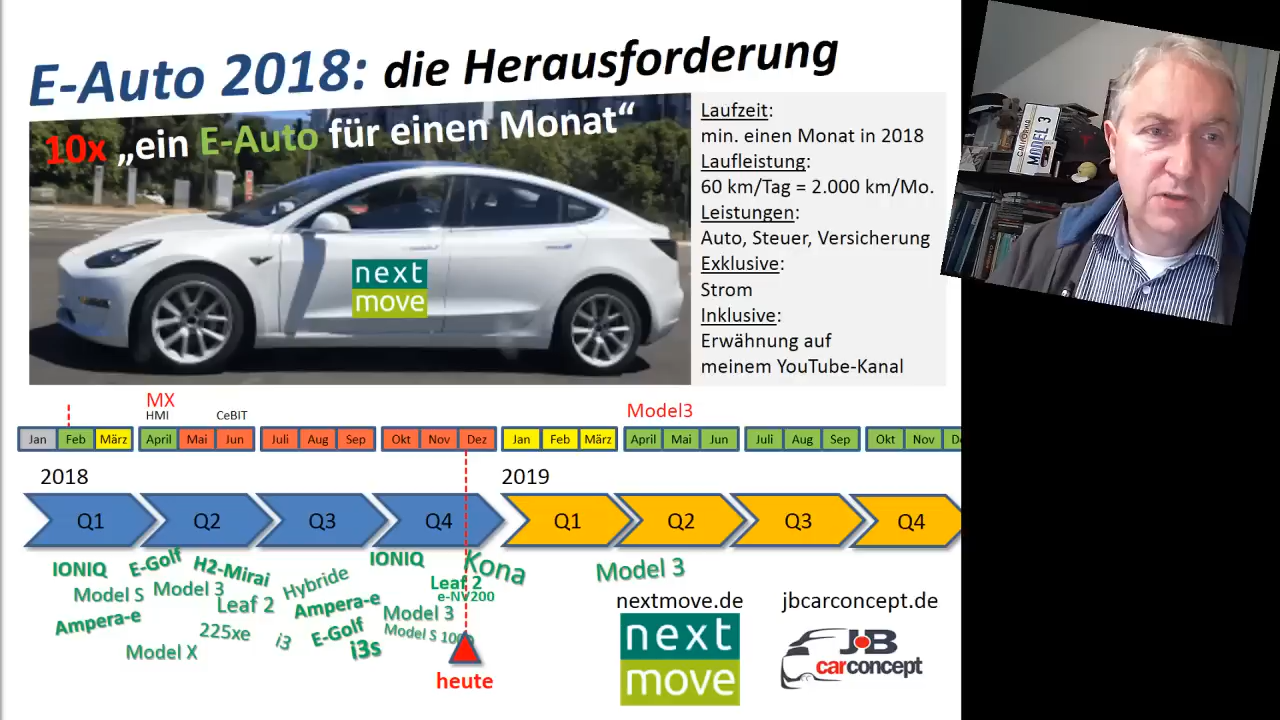 E-Auto 2018: die Herausforderung
10x „ein E-Auto für einen Monat“
next
move
Laufzeit:
min. einen Monat in 2018
Laufleistung:
60 km/Tag = 2.000 km/Mo.
Leistungen:
Auto, Steuer, Versicherung
Exklusive:
Strom
Inklusive:
Erwähnung auf
meinem YouTube-Kanal
CALIFORNIA
MODEL 3
MX
HMI CeBIT
Model3
Jan Feb März April Mai Jun Juli Aug Sep Okt Nov Dez Jan Feb März April Mai Jun Juli Aug Sep Okt Nov
2018 2019
Q1 Q2 Q3 Q4 Q1 Q2 Q3 Q4
IONIQ E-Golf H2-Mirai Hybride IONIQ Kona Model 3
Model S Model 3 Leaf 2 Ampera-e Leaf 2
e-NV200
Ampera-e 225xe i3 E-Golf Model 3
Model S
Model X i3s
heute
nextmove.de jbcarconcept.de
next
move
JB
carconcept